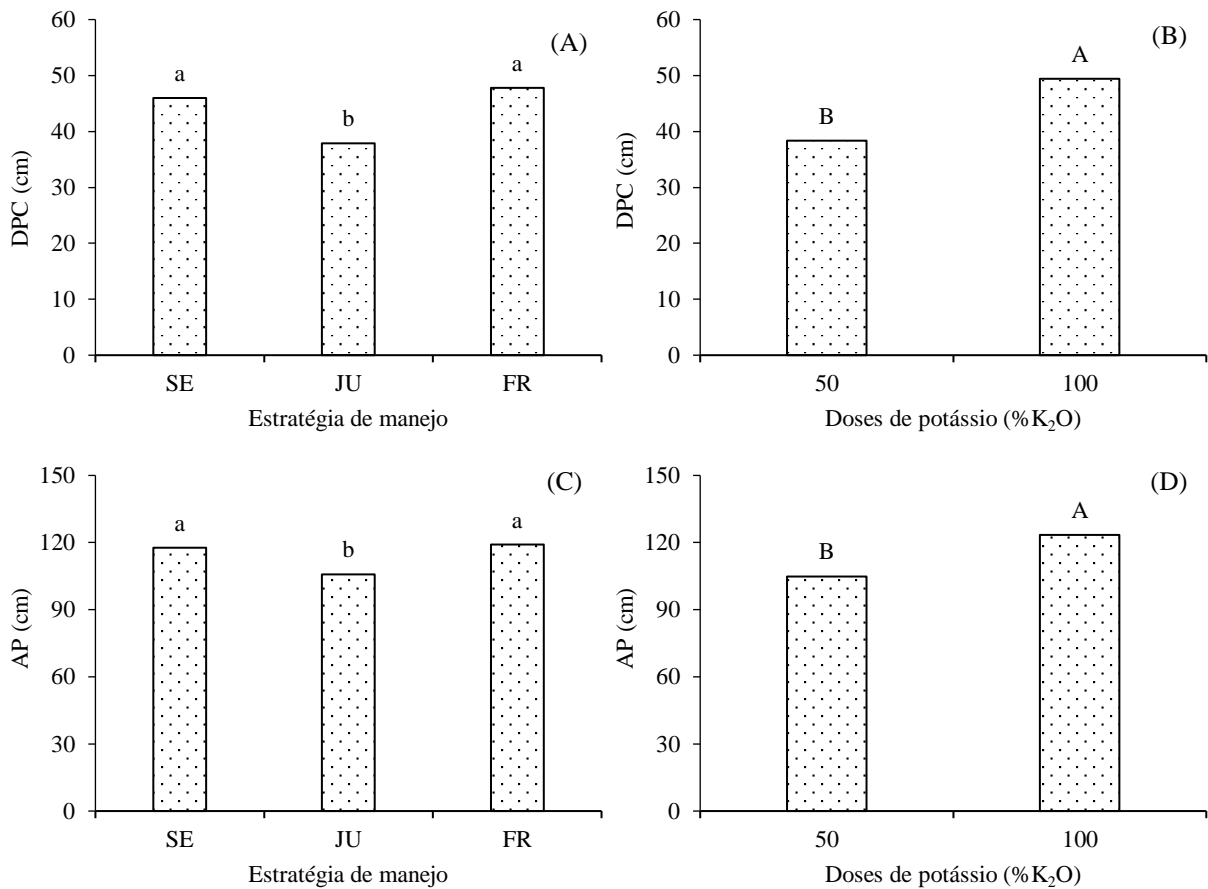 (A)
DPC (cm)
60
50
40
30
20
10
0
a
b
a
SE JU FR
Estratégia de manejo
(B)
DPC (cm)
60
50
40
30
20
10
0
B
A
50 100
Doses de potássio (%K₂O)
(C)
AP (cm)
150
120
90
60
30
0
a
b
a
SE JU FR
Estratégia de manejo
(D)
AP (cm)
150
120
90
60
30
0
B
A
50 100
Doses de potássio (%K₂O)